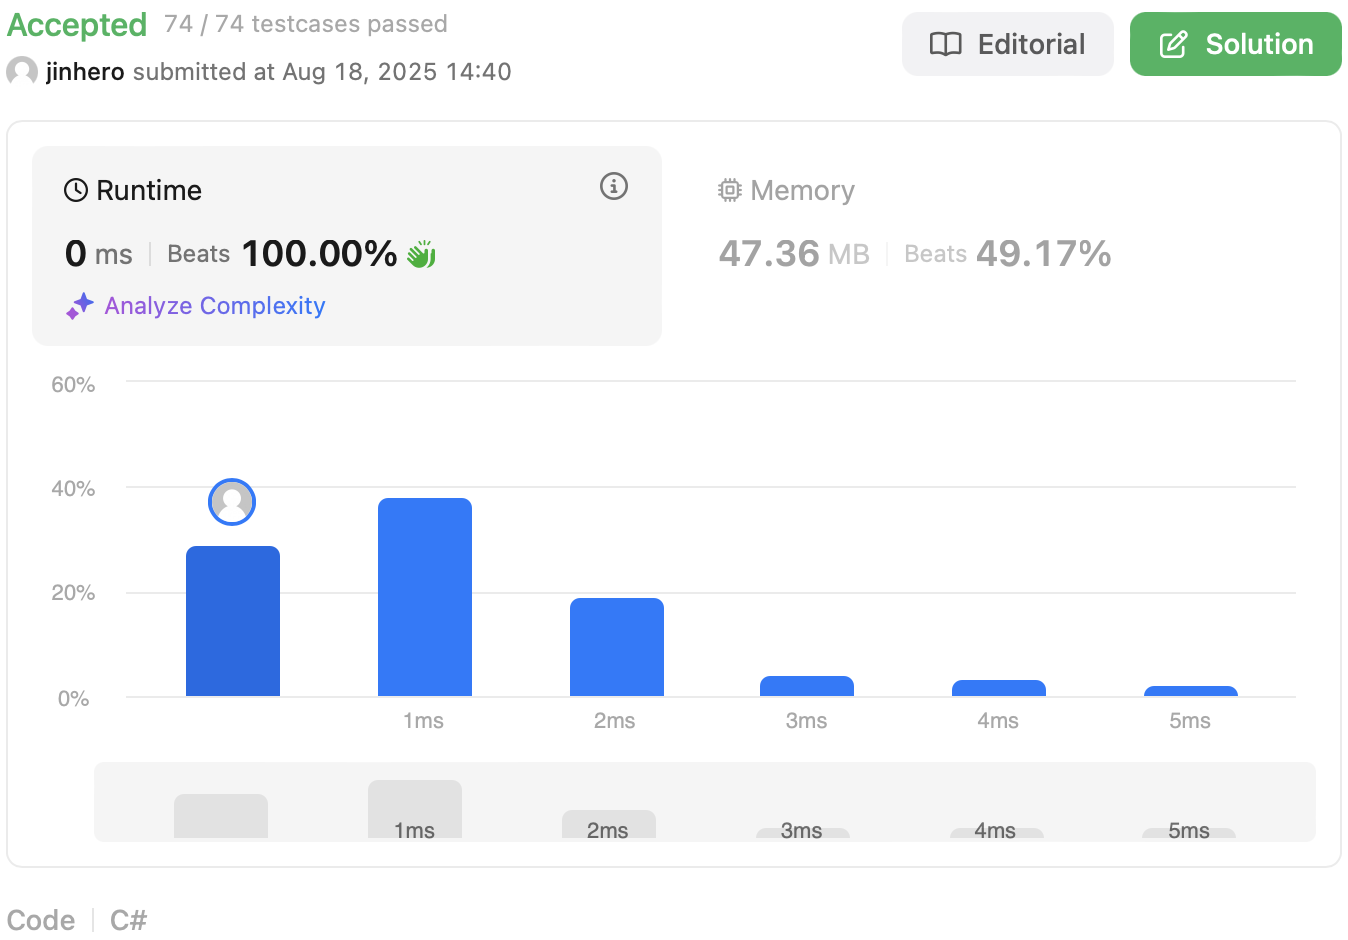 Accepted 74 / 74 testcases passed
jinhero submitted at Aug 18, 2025 14:40
Editorial
Solution
Runtime
0 ms | Beats 100.00%
Analyze Complexity
Memory
47.36 MB | Beats 49.17%
60%
40%
20%
0%
1ms 2ms 3ms 4ms 5ms
1ms 2ms 3ms 4ms 5ms
Code | C#